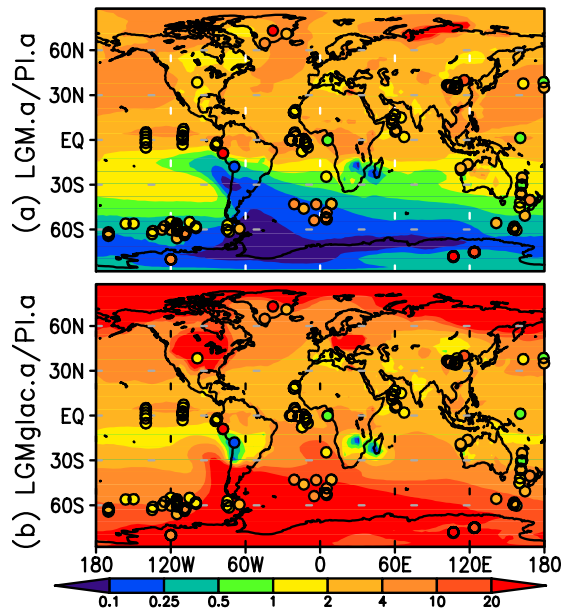 (a) LGM.a/PI.a
60N
30N
EQ
30S
60S
(b) LGMglac.a/PI.a
60N
30N
EQ
30S
60S
180 120W 60W 0 60E 120E 180
0.1 0.25 0.5 1 2 4 10 20